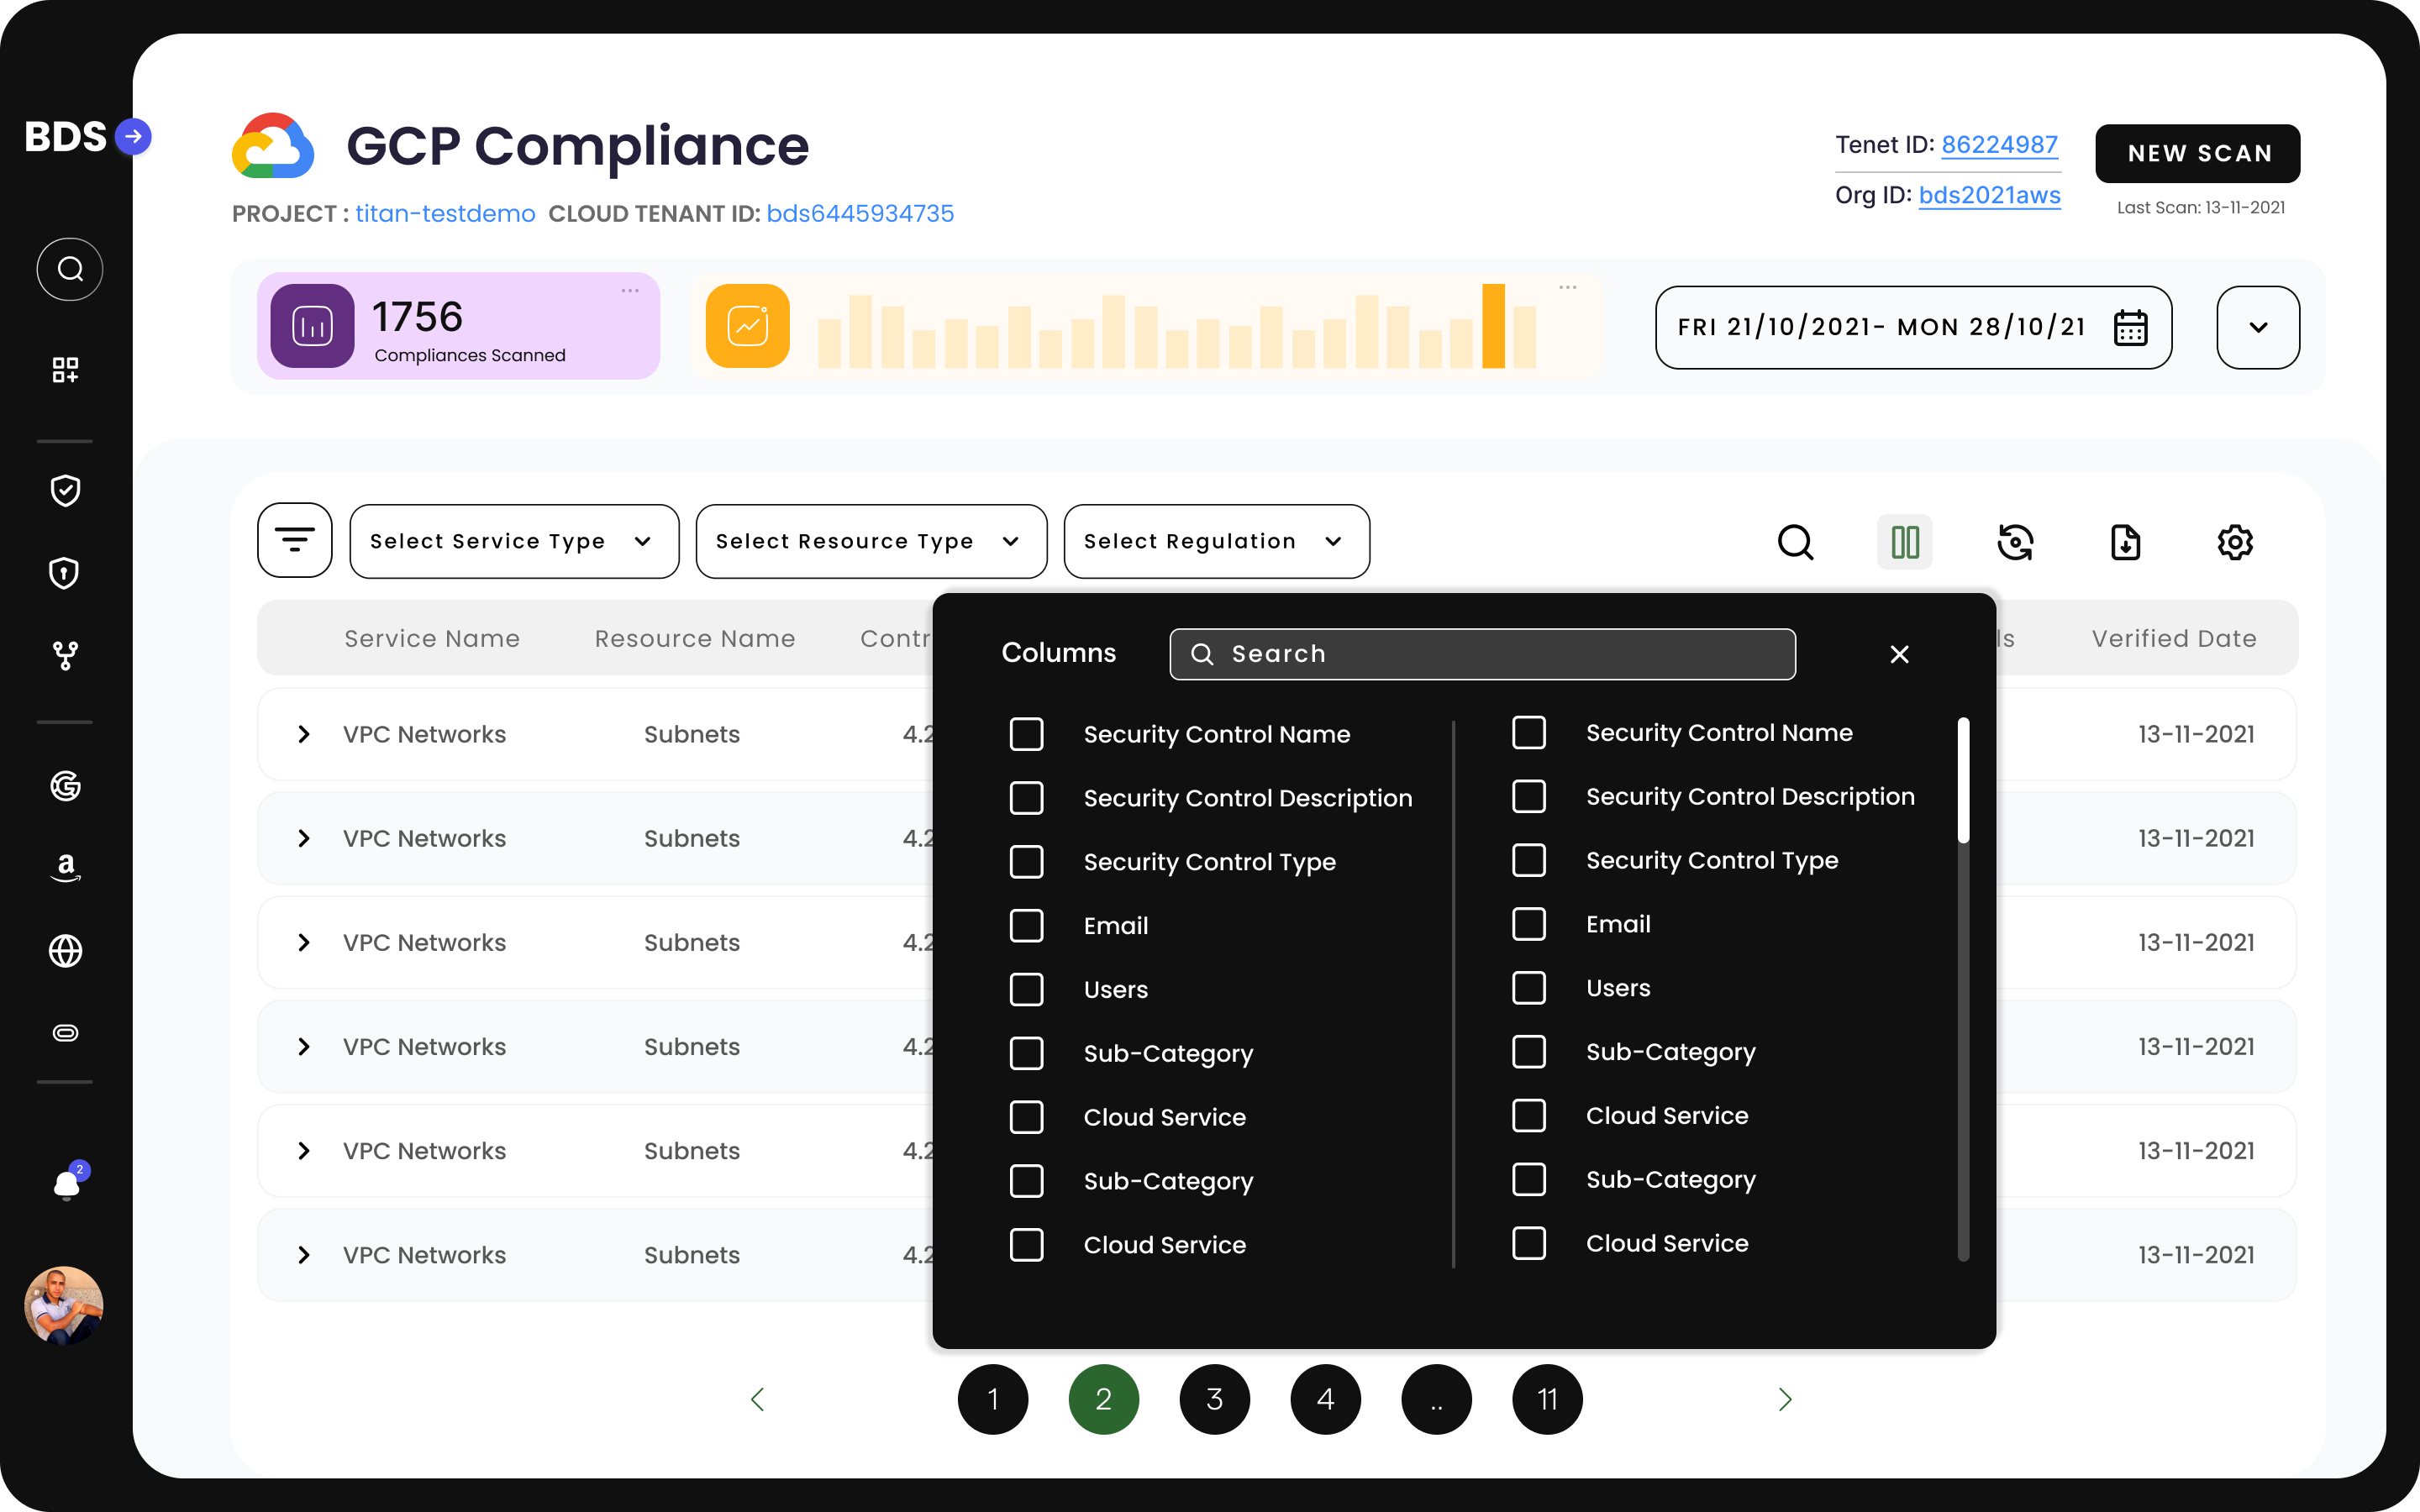 BDS
GCP Compliance
PROJECT : titan-testdemo CLOUD TENANT ID: bds6445934735
Tenet ID: 86224987
Org ID: bds2021aws
NEW SCAN
Last Scan: 13-11-2021
1756
Compliances Scanned
FRI 21/10/2021- MON 28/10/21
Select Service Type
Select Resource Type
Select Regulation
Service Name Resource Name Contr ls Verified Date
VPC Networks Subnets 4.2 13-11-2021
VPC Networks Subnets 4.2 13-11-2021
VPC Networks Subnets 4.2 13-11-2021
VPC Networks Subnets 4.2 13-11-2021
VPC Networks Subnets 4.2 13-11-2021
VPC Networks Subnets 4.2 13-11-2021
Columns
Search
Security Control Name
Security Control Description
Security Control Type
Email
Users
Sub-Category
Cloud Service
Sub-Category
Cloud Service
Security Control Name
Security Control Description
Security Control Type
Email
Users
Sub-Category
Cloud Service
Sub-Category
Cloud Service
2
1 2 3 4 .. 11